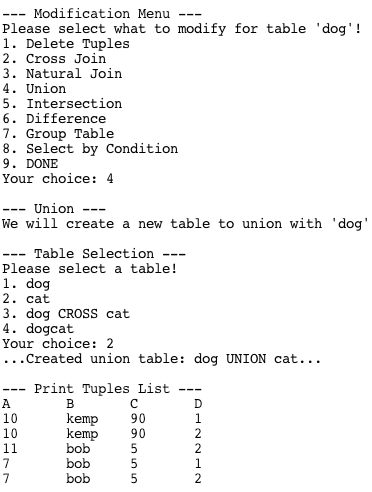 --- Modification Menu ---
Please select what to modify for table 'dog'!
1. Delete Tuples
2. Cross Join
3. Natural Join
4. Union
5. Intersection
6. Difference
7. Group Table
8. Select by Condition
9. DONE
Your choice: 4
--- Union ---
We will create a new table to union with 'dog'
--- Table Selection ---
Please select a table!
1. dog
2. cat
3. dog CROSS cat
4. dogcat
Your choice: 2
...Created union table: dog UNION cat...
--- Print Tuples List ---
A B C D
10 kemp 90 1
10 kemp 90 2
11 bob 5 2
7 bob 5 1
7 bob 5 2